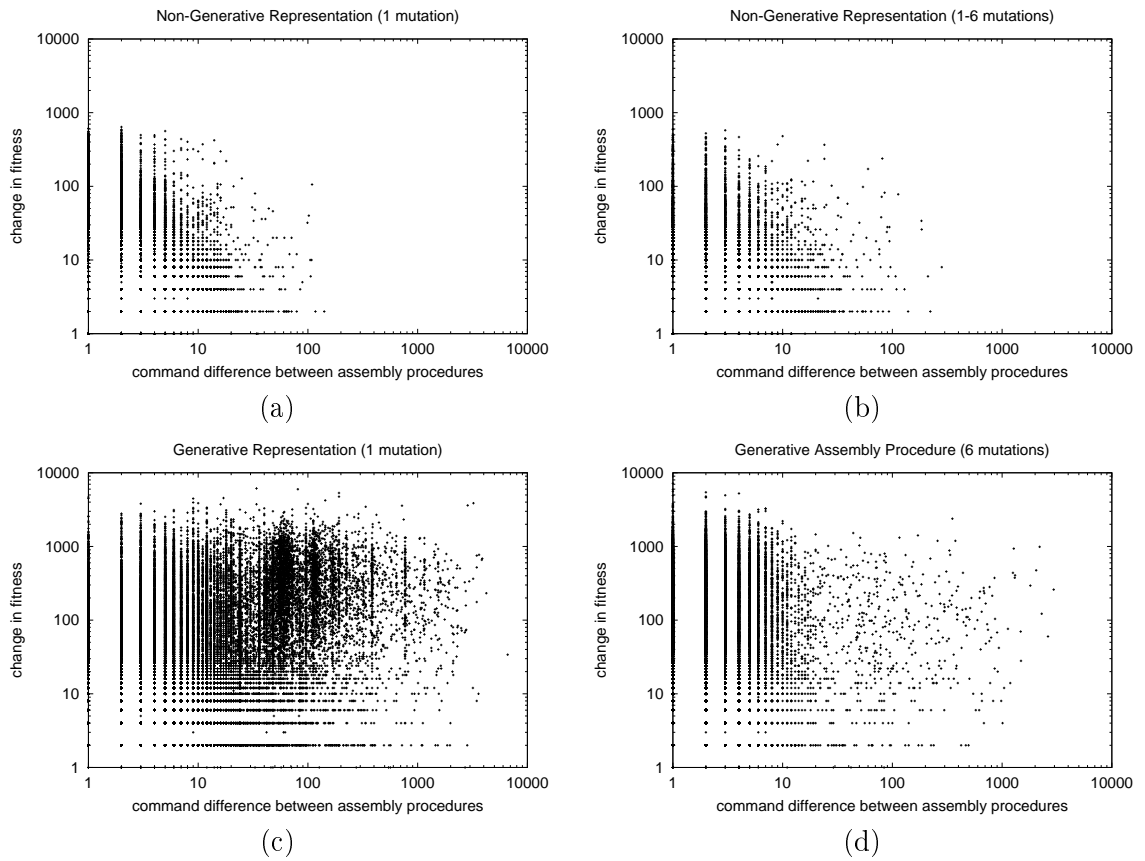 Non-Generative Representation (1 mutation)
10000
1000
100
10
1
1 10 100 1000 10000
change in fitness
command difference between assembly procedures
(a)
Non-Generative Representation (1-6 mutations)
10000
1000
100
10
1
1 10 100 1000 10000
change in fitness
command difference between assembly procedures
(b)
Generative Representation (1 mutation)
10000
1000
100
10
1
1 10 100 1000 10000
change in fitness
command difference between assembly procedures
(c)
Generative Assembly Procedure (6 mutations)
10000
1000
100
10
1
1 10 100 1000 10000
change in fitness
command difference between assembly procedures
(d)